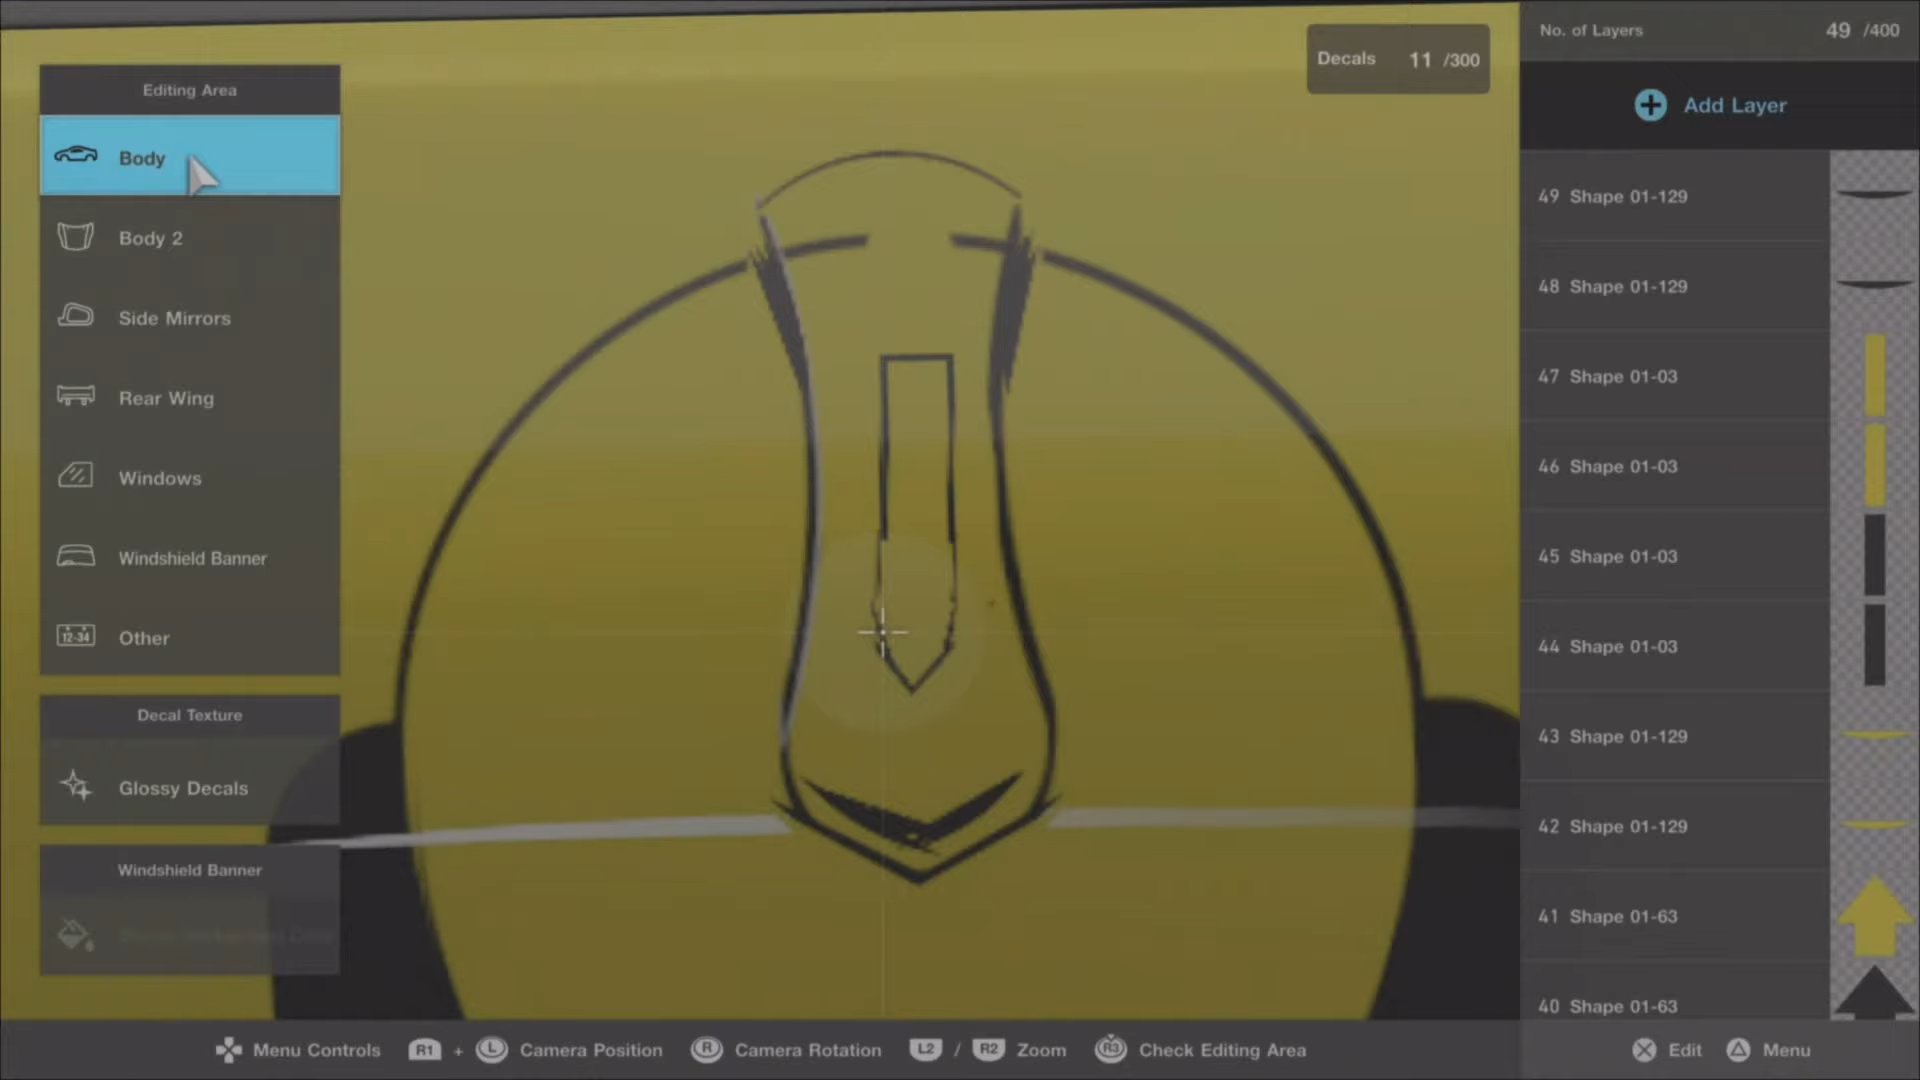 Editing Area
Body
Body 2
Side Mirrors
Rear Wing
Windows
Windshield Banner
12-34 Other
Decal Texture
Glossy Decals
Windshield Banner
Decals 11 /300
No. of Layers 49 /400
Add Layer
49 Shape 01-129
48 Shape 01-129
47 Shape 01-03
46 Shape 01-03
45 Shape 01-03
44 Shape 01-03
43 Shape 01-129
42 Shape 01-129
41 Shape 01-63
40 Shape 01-63
Menu Controls R1 + L Camera Position R Camera Rotation L2 / R2 Zoom R3 Check Editing Area Edit Menu